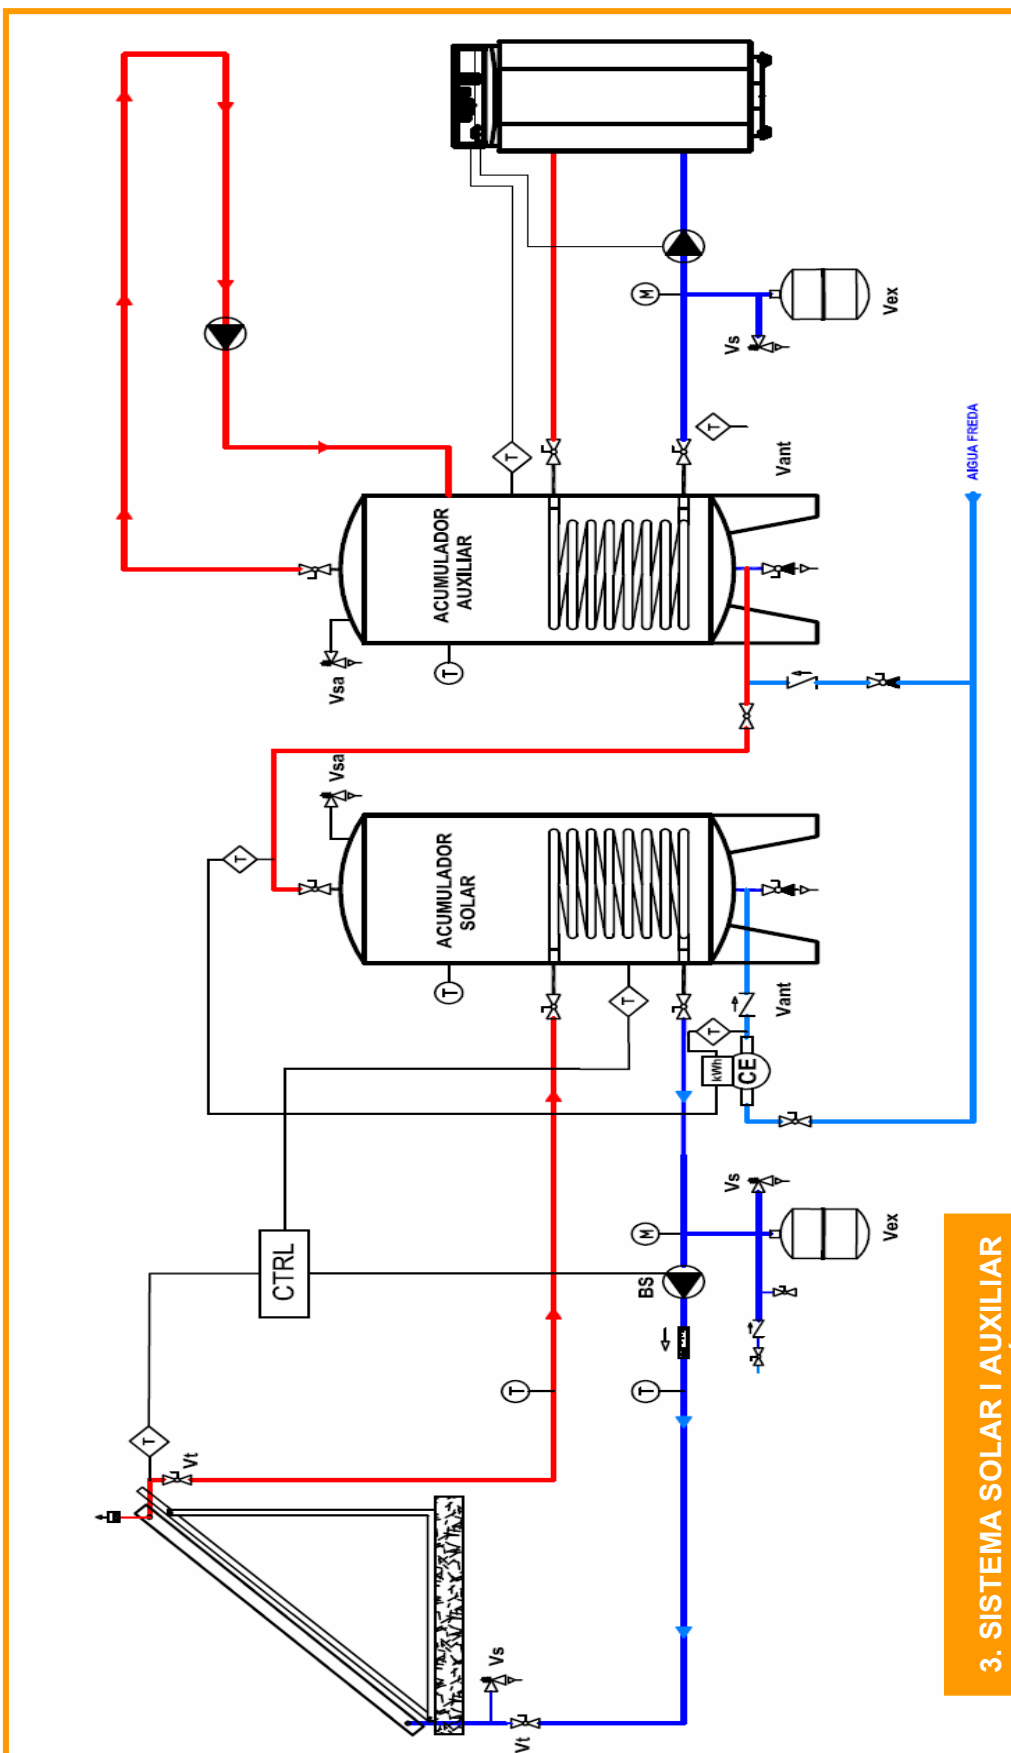 Vex
Vs
M
Vant
T
T
AIGUA FREDA
ACUMULADOR
AUXILIAR
T
Vsa
Vsa
T
ACUMULADOR
SOLAR
T
T
Vant
T
kWh
CE
Vs
Vex
M
BS
CTRL
T
T
T
Vt
Vs
Vt
3. SISTEMA SOLAR I AUXILIAR